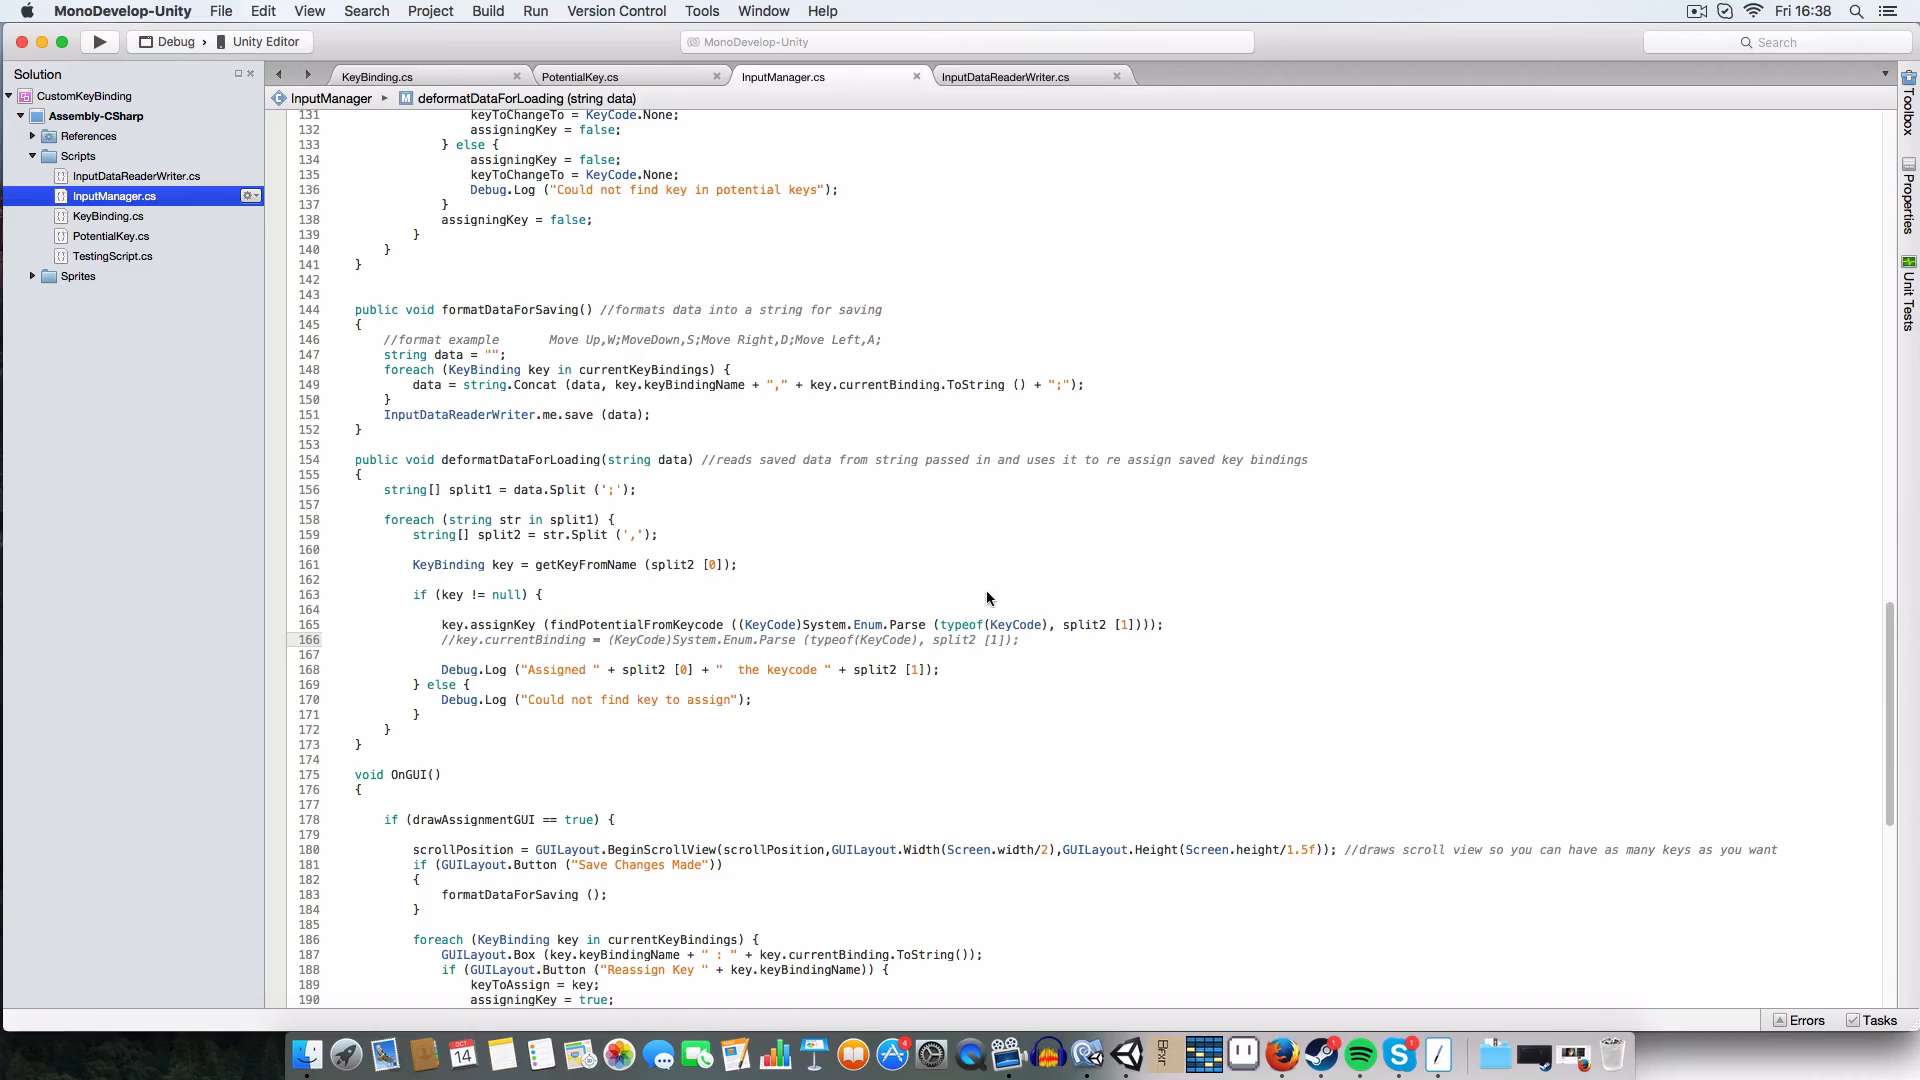 MonoDevelop-Unity File Edit View Search Project Build Run Version Control Tools Window Help Fri 16:38
Debug › Unity Editor MonoDevelop-Unity Search
Solution
CustomKeyBinding
Assembly-CSharp
References
Scripts
InputDataReaderWriter.cs
InputManager.cs
KeyBinding.cs
PotentialKey.cs
TestingScript.cs
Sprites
KeyBinding.cs PotentialKey.cs InputManager.cs InputDataReaderWriter.cs
InputManager deformatDataForLoading (string data)
131 keyToChangeTo = KeyCode.None;
132 assigningKey = false;
133 } else {
134 assigningKey = false;
135 keyToChangeTo = KeyCode.None;
136 Debug.Log ("Could not find key in potential keys");
137 }
138 assigningKey = false;
139 }
140 }
141 }
142
143
144 public void formatDataForSaving() //formats data into a string for saving
145 {
146 //format example Move Up,W;MoveDown,S;Move Right,D;Move Left,A;
147 string data = "";
148 foreach (KeyBinding key in currentKeyBindings) {
149 data = string.Concat (data, key.keyBindingName + "," + key.currentBinding.ToString () + ";");
150 }
151 InputDataReaderWriter.me.save (data);
152 }
153
154 public void deformatDataForLoading(string data) //reads saved data from string passed in and uses it to re assign saved key bindings
155 {
156 string[] split1 = data.Split (';');
157
158 foreach (string str in split1) {
159 string[] split2 = str.Split (',');
160
161 KeyBinding key = getKeyFromName (split2 [0]);
162
163 if (key != null) {
164
165 key.assignKey (findPotentialFromKeycode ((KeyCode)System.Enum.Parse (typeof(KeyCode), split2 [1])));
166 //key.currentBinding = (KeyCode)System.Enum.Parse (typeof(KeyCode), split2 [1]);
167
168 Debug.Log ("Assigned " + split2 [0] + "  the keycode " + split2 [1]);
169 } else {
170 Debug.Log ("Could not find key to assign");
171 }
172 }
173 }
174
175 void OnGUI()
176 {
177
178 if (drawAssignmentGUI == true) {
179
180 scrollPosition = GUILayout.BeginScrollView(scrollPosition,GUILayout.Width(Screen.width/2),GUILayout.Height(Screen.height/1.5f)); //draws scroll view so you can have as many keys as you want
181 if (GUILayout.Button ("Save Changes Made"))
182 {
183 formatDataForSaving ();
184 }
185
186 foreach (KeyBinding key in currentKeyBindings) {
187 GUILayout.Box (key.keyBindingName + " : " + key.currentBinding.ToString());
188 if (GUILayout.Button ("Reassign Key " + key.keyBindingName)) {
189 keyToAssign = key;
190 assigningKey = true;
Toolbox
Properties
Unit Tests
Errors Tasks
OCT
14
4
1
1